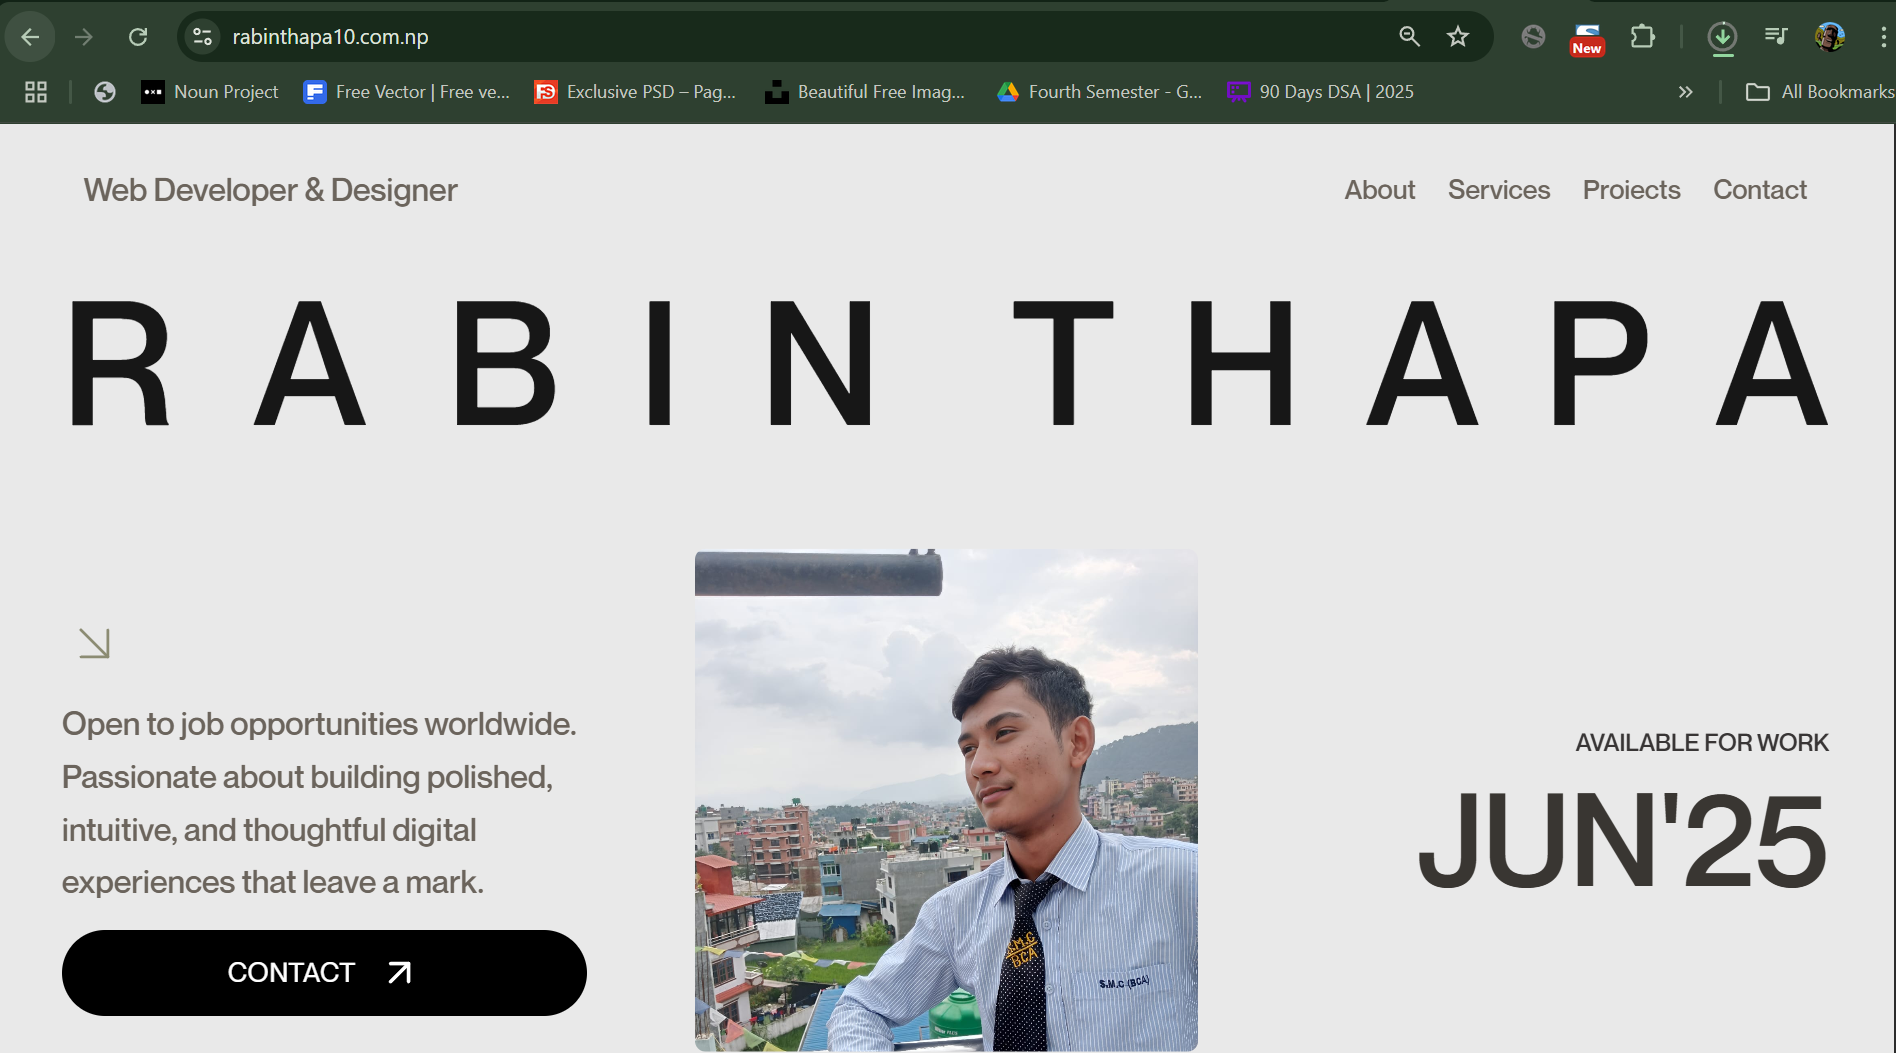 rabinthapa10.com.np
New
Noun Project
Free Vector | Free ve...
Exclusive PSD – Pag...
Beautiful Free Imag...
Fourth Semester - G...
90 Days DSA | 2025
All Bookmarks
Web Developer & Designer
About
Services
Projects
Contact
RABIN THAPA
Open to job opportunities worldwide.
Passionate about building polished,
intuitive, and thoughtful digital
experiences that leave a mark.
CONTACT
AVAILABLE FOR WORK
JUN'25
BCA
S.M.C (BCA)